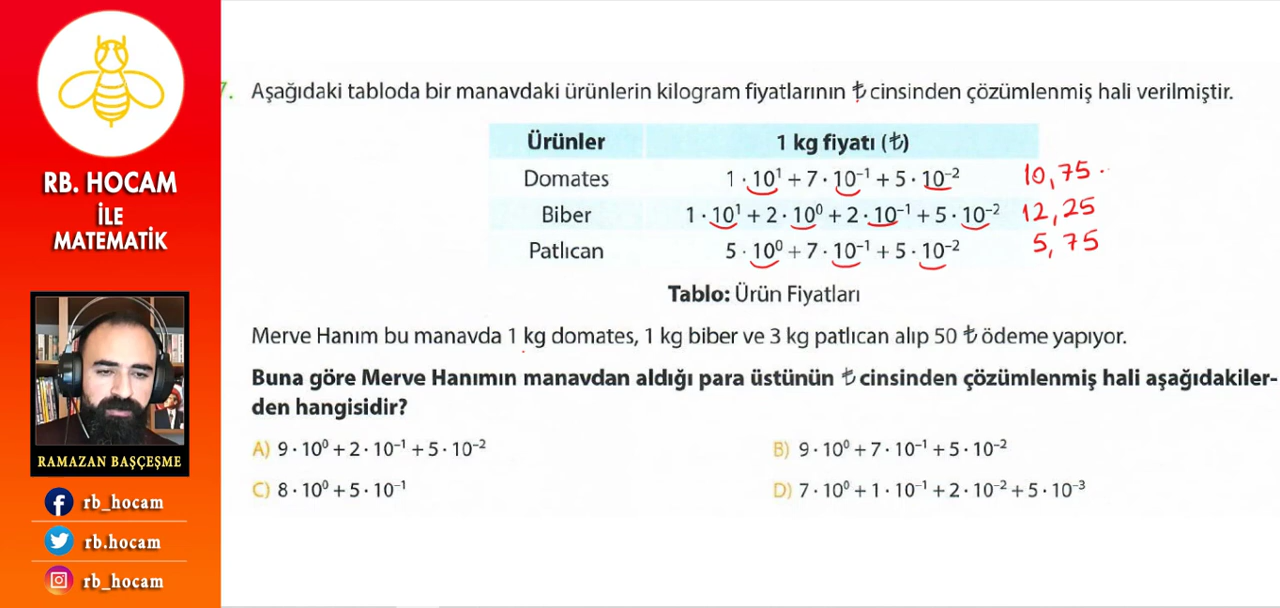 RB. HOCAM
İLE
MATEMATİK
RAMAZAN BAŞÇEŞME
rb_hocam
rb.hocam
rb_hocam
7. Aşağıdaki tabloda bir manavdaki ürünlerin kilogram fiyatlarının ₺ cinsinden çözümlenmiş hali verilmiştir.
Ürünler 1 kg fiyatı (₺)
Domates 1 · 10¹ + 7 · 10⁻¹ + 5 · 10⁻² 10,75
Biber 1 · 10¹ + 2 · 10⁰ + 2 · 10⁻¹ + 5 · 10⁻² 12,25
Patlıcan 5 · 10⁰ + 7 · 10⁻¹ + 5 · 10⁻² 5,75
Tablo: Ürün Fiyatları
Merve Hanım bu manavda 1 kg domates, 1 kg biber ve 3 kg patlıcan alıp 50 ₺ ödeme yapıyor.
Buna göre Merve Hanımın manavdan aldığı para üstünün ₺ cinsinden çözümlenmiş hali aşağıdakiler-
den hangisidir?
A) 9 · 10⁰ + 2 · 10⁻¹ + 5 · 10⁻² B) 9 · 10⁰ + 7 · 10⁻¹ + 5 · 10⁻²
C) 8 · 10⁰ + 5 · 10⁻¹ D) 7 · 10⁰ + 1 · 10⁻¹ + 2 · 10⁻² + 5 · 10⁻³